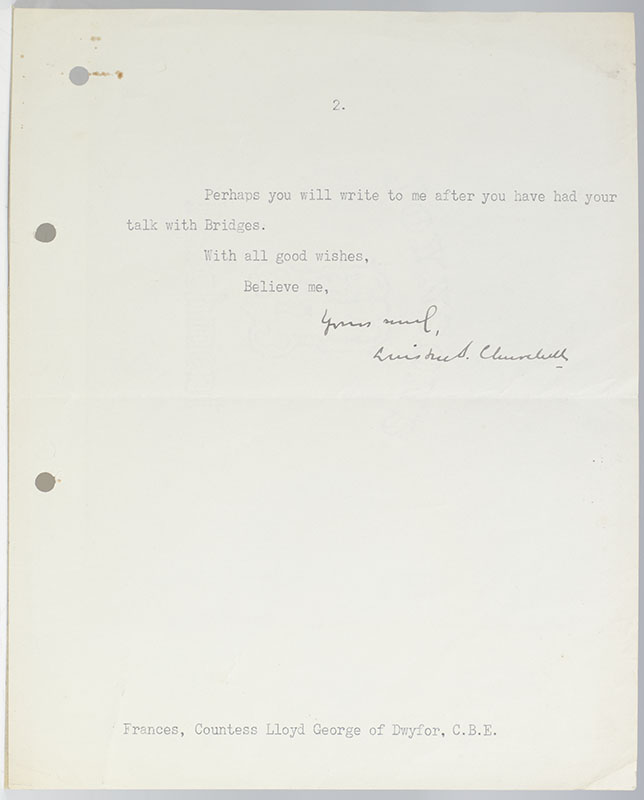 2.
Perhaps you will write to me after you have had your
talk with Bridges.
With all good wishes,
Believe me,
Yours
Winston S. Churchill
Frances, Countess Lloyd George of Dwyfor, C.B.E.